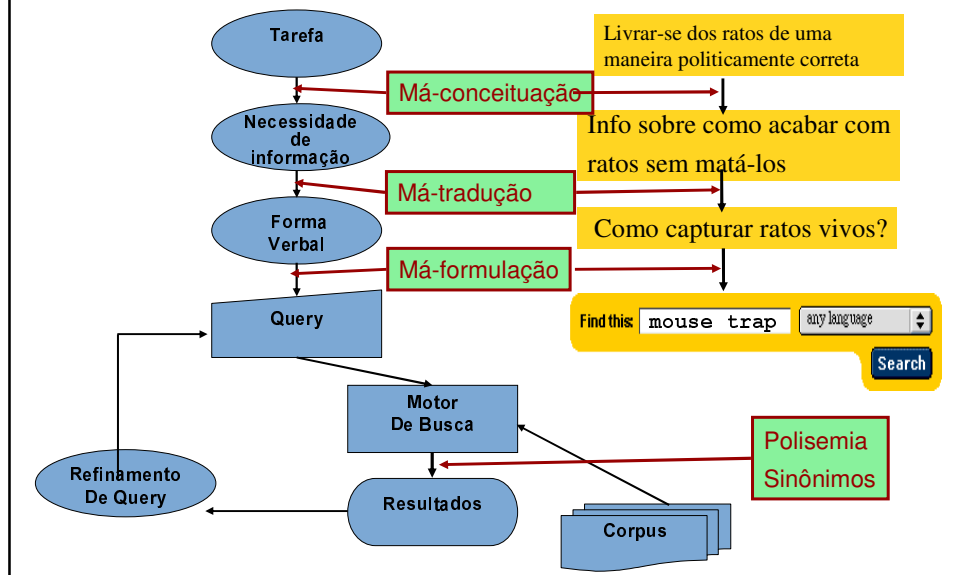 Tarefa
Livrar-se dos ratos de uma
maneira politicamente correta
Má-conceituação
Necessidade
de
informação
Info sobre como acabar com
ratos sem matá-los
Má-tradução
Forma
Verbal
Como capturar ratos vivos?
Má-formulação
Query
Find this:
mouse trap
any language
Search
Motor
De Busca
Polisemia
Sinônimos
Refinamento
De Query
Resultados
Corpus